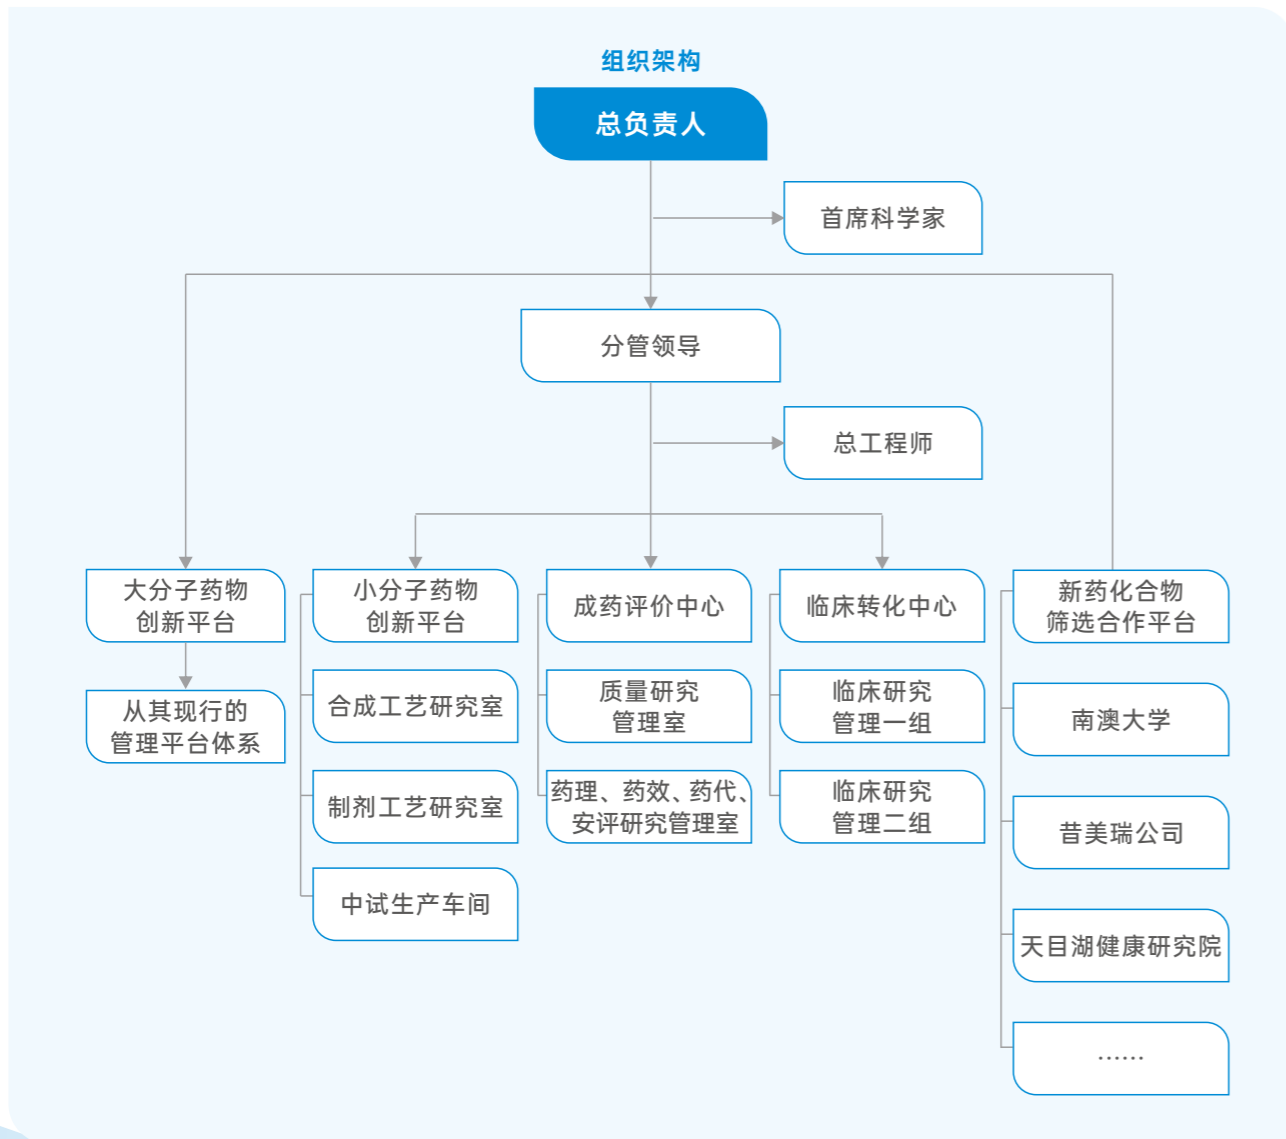 组织架构
总负责人
首席科学家
分管领导
总工程师
大分子药物
创新平台
从其现行的
管理平台体系
小分子药物
创新平台
合成工艺研究室
制剂工艺研究室
中试生产车间
成药评价中心
质量研究
管理室
药理、药效、药代、
安评研究管理室
临床转化中心
临床研究
管理一组
临床研究
管理二组
新药化合物
筛选合作平台
南澳大学
昔美瑞公司
天目湖健康研究院
······